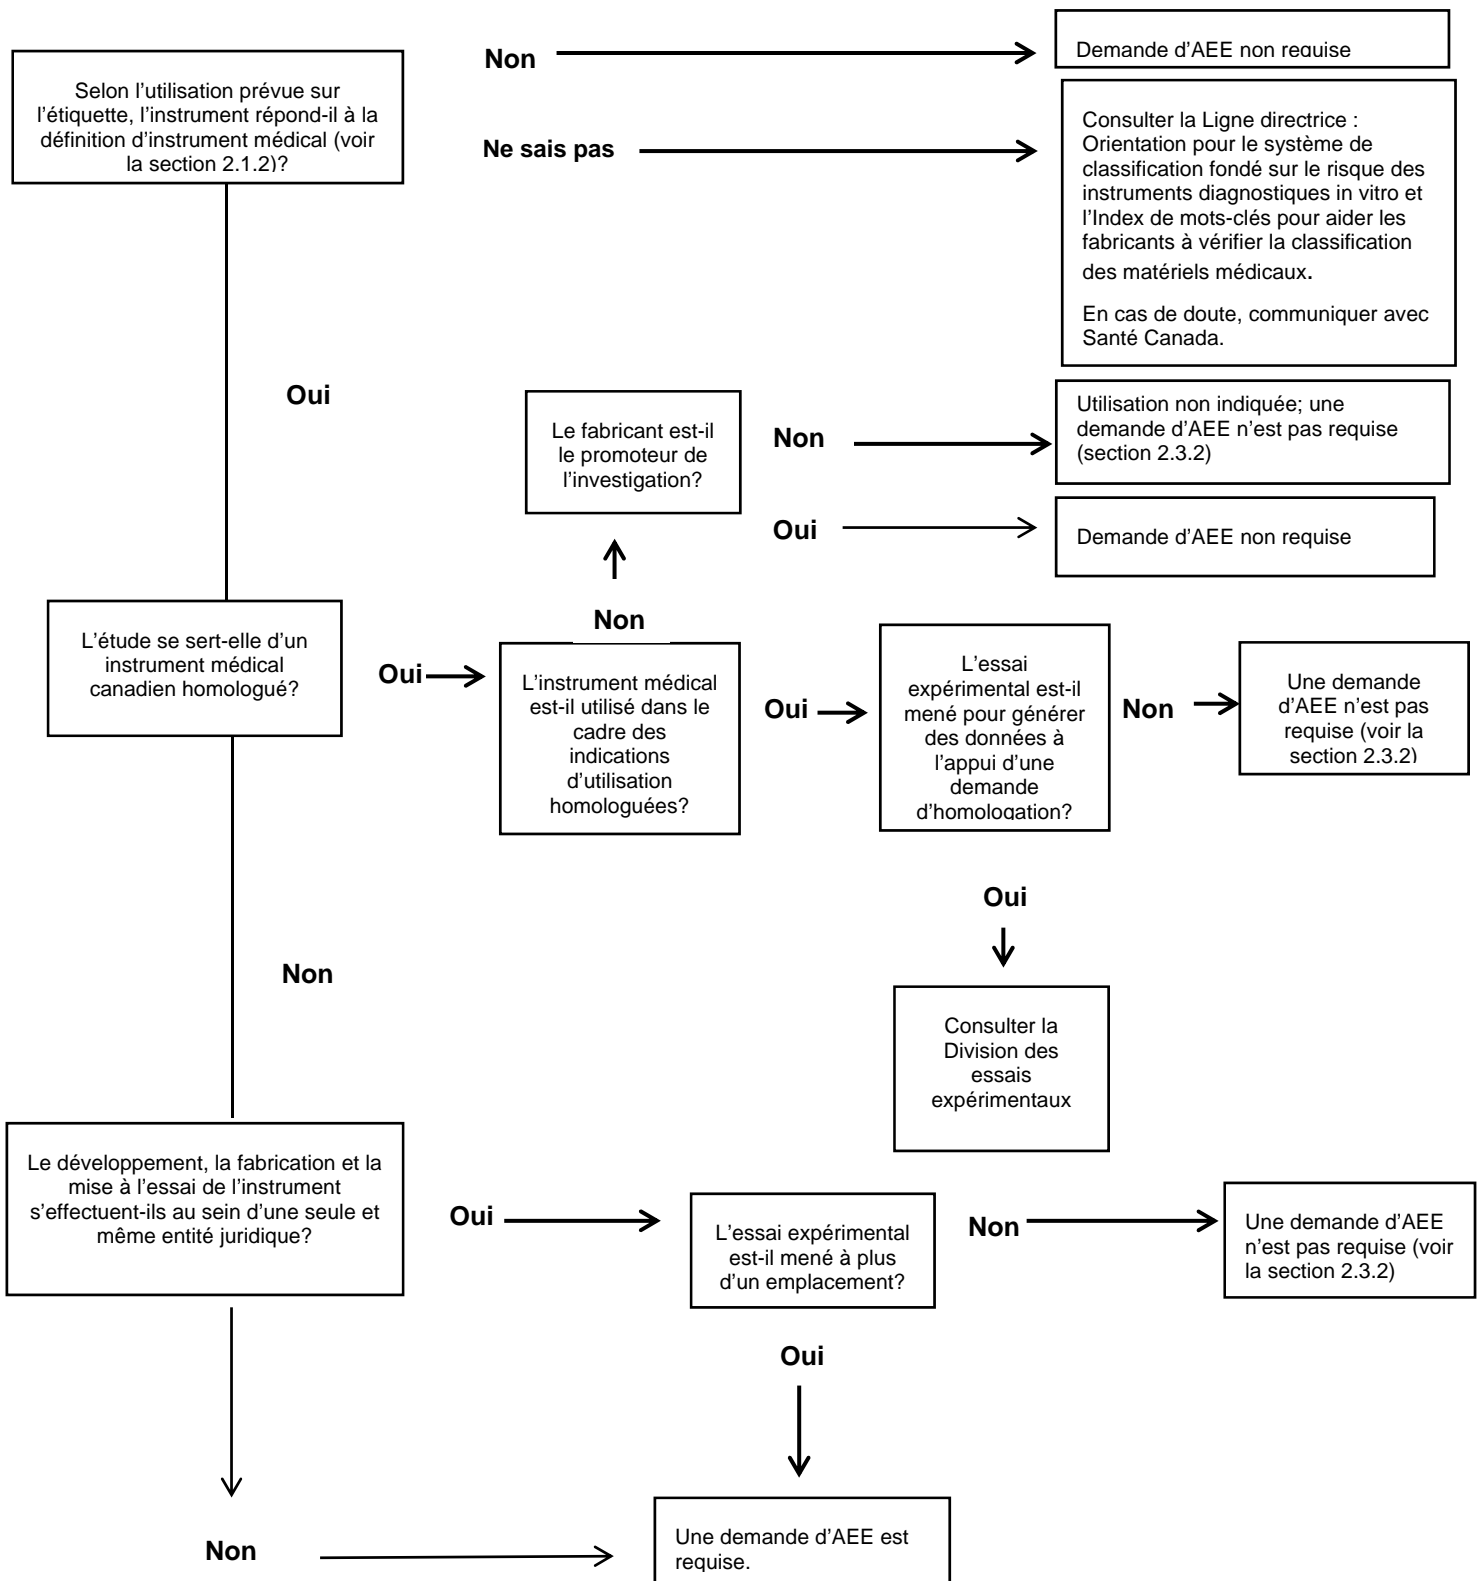 Non
Demande d'AEE non requise
Selon l'utilisation prévue sur
l'étiquette, l'instrument répond-il à la
définition d'instrument médical (voir
la section 2.1.2)?
Ne sais pas
Consulter la Ligne directrice :
Orientation pour le système de
classification fondé sur le risque des
instruments diagnostiques in vitro et
l'Index de mots-clés pour aider les
fabricants à vérifier la classification
des matériels médicaux.
En cas de doute, communiquer avec
Santé Canada.
Oui
Le fabricant est-il
le promoteur de
l'investigation?
Non
Utilisation non indiquée; une
demande d'AEE n'est pas requise
(section 2.3.2)
Oui
Demande d'AEE non requise
Non
L'étude se sert-elle d'un
instrument médical
canadien homologué?
Oui
L'instrument médical
est-il utilisé dans le
cadre des
indications
d'utilisation
homologuées?
Oui
L'essai
expérimental est-il
mené pour générer
des données à
l'appui d'une
demande
d'homologation?
Non
Une demande
d'AEE n'est pas
requise (voir la
section 2.3.2)
Oui
Non
Consulter la
Division des
essais
expérimentaux
Le développement, la fabrication et la
mise à l'essai de l'instrument
s'effectuent-ils au sein d'une seule et
même entité juridique?
Oui
L'essai expérimental
est-il mené à plus
d'un emplacement?
Non
Une demande d'AEE
n'est pas requise (voir
la section 2.3.2)
Oui
Non
Une demande d'AEE est
requise.